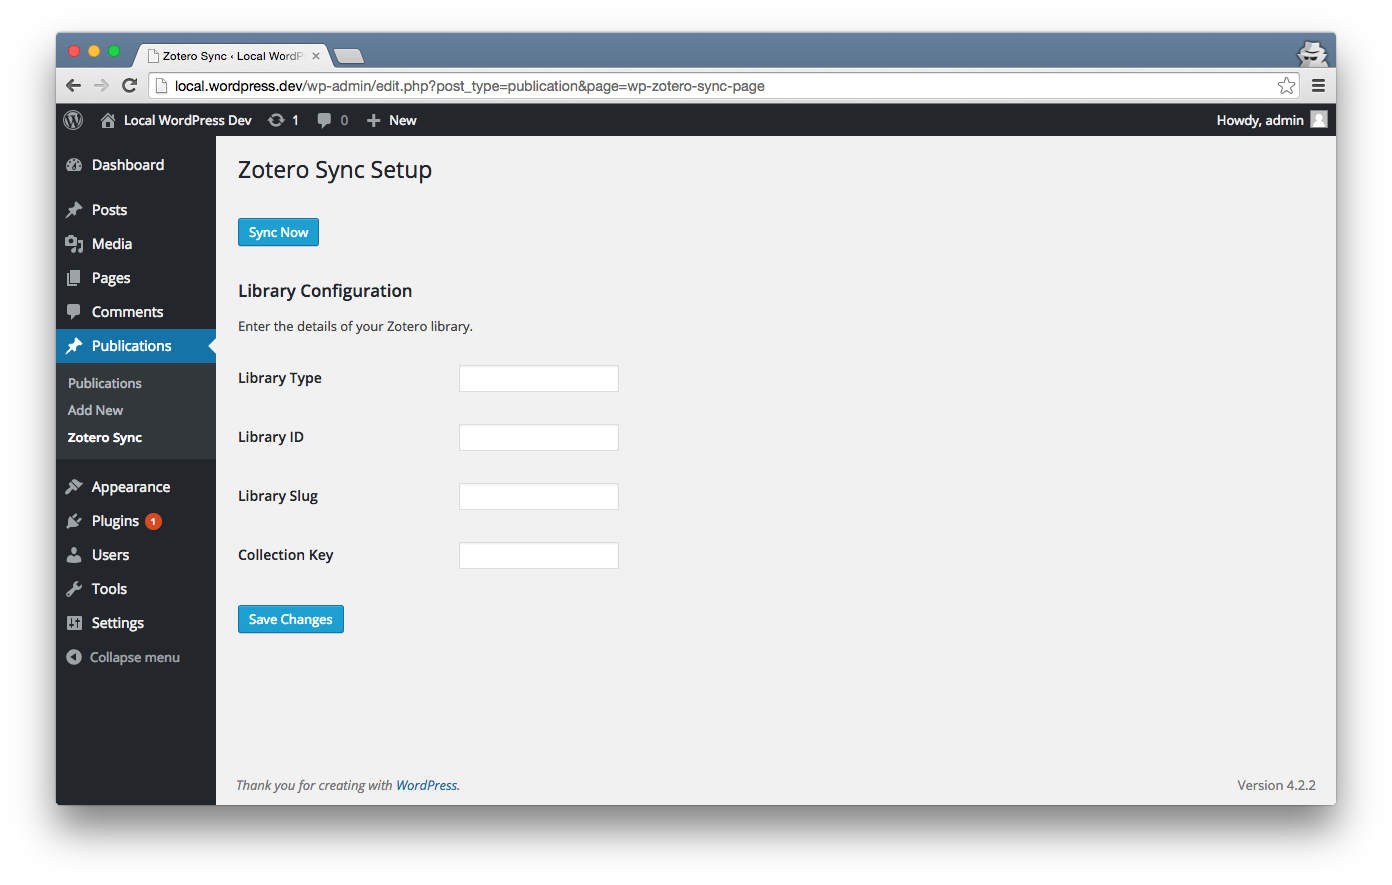 Zotero Sync ‹ Local WordP
local.wordpress.dev/wp-admin/edit.php?post_type=publication&page=wp-zotero-sync-page
Local WordPress Dev 1 0 New Howdy, admin
Dashboard
Posts
Media
Pages
Comments
Publications
Publications
Add New
Zotero Sync
Appearance
Plugins 1
Users
Tools
Settings
Collapse menu
Zotero Sync Setup
Sync Now
Library Configuration
Enter the details of your Zotero library.
Library Type
Library ID
Library Slug
Collection Key
Save Changes
Thank you for creating with WordPress. Version 4.2.2